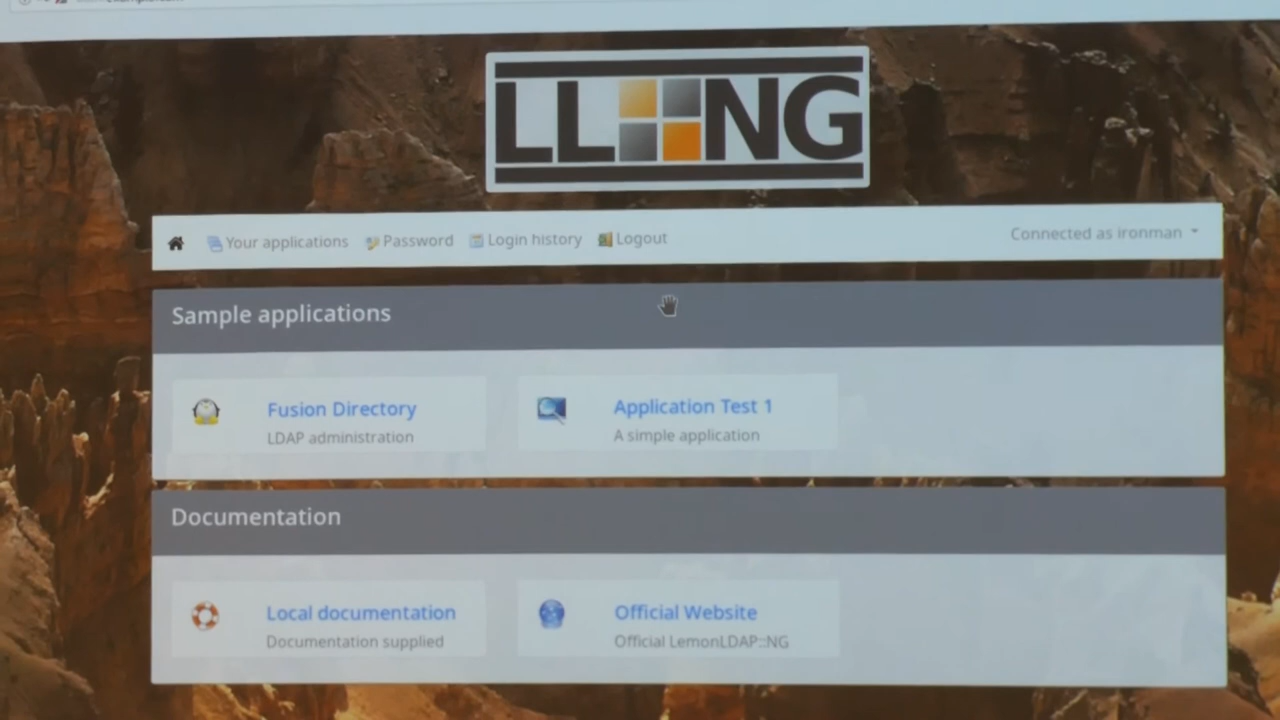 LL NG
Your applications Password Login history Logout Connected as ironman
Sample applications
Fusion Directory Application Test 1
LDAP administration A simple application
Documentation
Local documentation Official Website
Documentation supplied Official LemonLDAP::NG